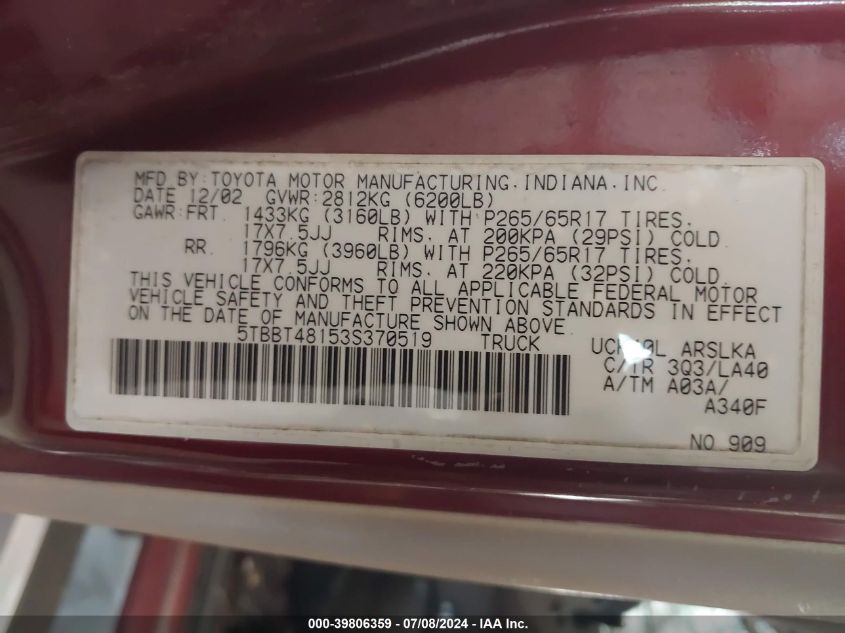 MFD.BY:TOYOTA MOTOR MANUFACTURING.INDIANA.INC
DATE 12/02 GVWR:2812KG (6200LB)
GAWR:FRT. 1433KG (3160LB) WITH P265/65R17 TIRES.
17X7.5JJ RIMS. AT 200KPA (29PSI) COLD
RR. 1796KG (3960LB) WITH P265/65R17 TIRES.
17X7.5JJ RIMS. AT 220KPA (32PSI) COLD.
THIS VEHICLE CONFORMS TO ALL APPLICABLE FEDERAL MOTOR
VEHICLE SAFETY AND THEFT PREVENTION STANDARDS IN EFFECT
ON THE DATE OF MANUFACTURE SHOWN ABOVE.
5TBBT48153S370519 TRUCK ARSLKA
C/TR 3Q3/LA40
A/TM A03A/
A340F
NO 909
000-39806359 - 07/08/2024 - IAA Inc.